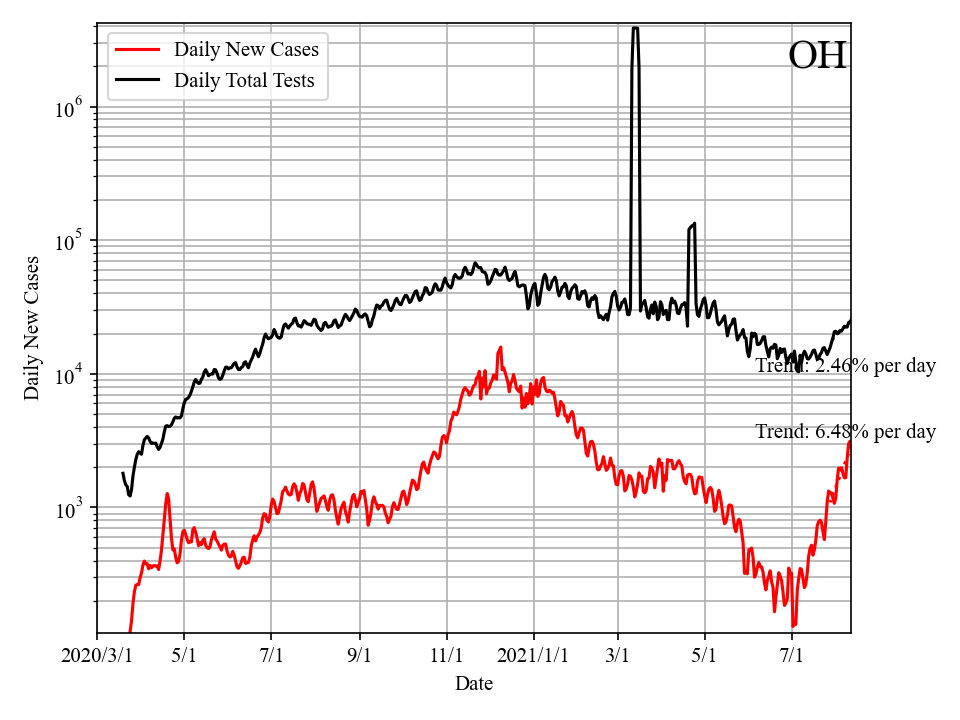 Daily New Cases
Daily Total Tests
OH
Daily New Cases
10^6
10^5
10^4
10^3
Trend: 2.46% per day
Trend: 6.48% per day
2020/3/1 5/1 7/1 9/1 11/1 2021/1/1 3/1 5/1 7/1
Date